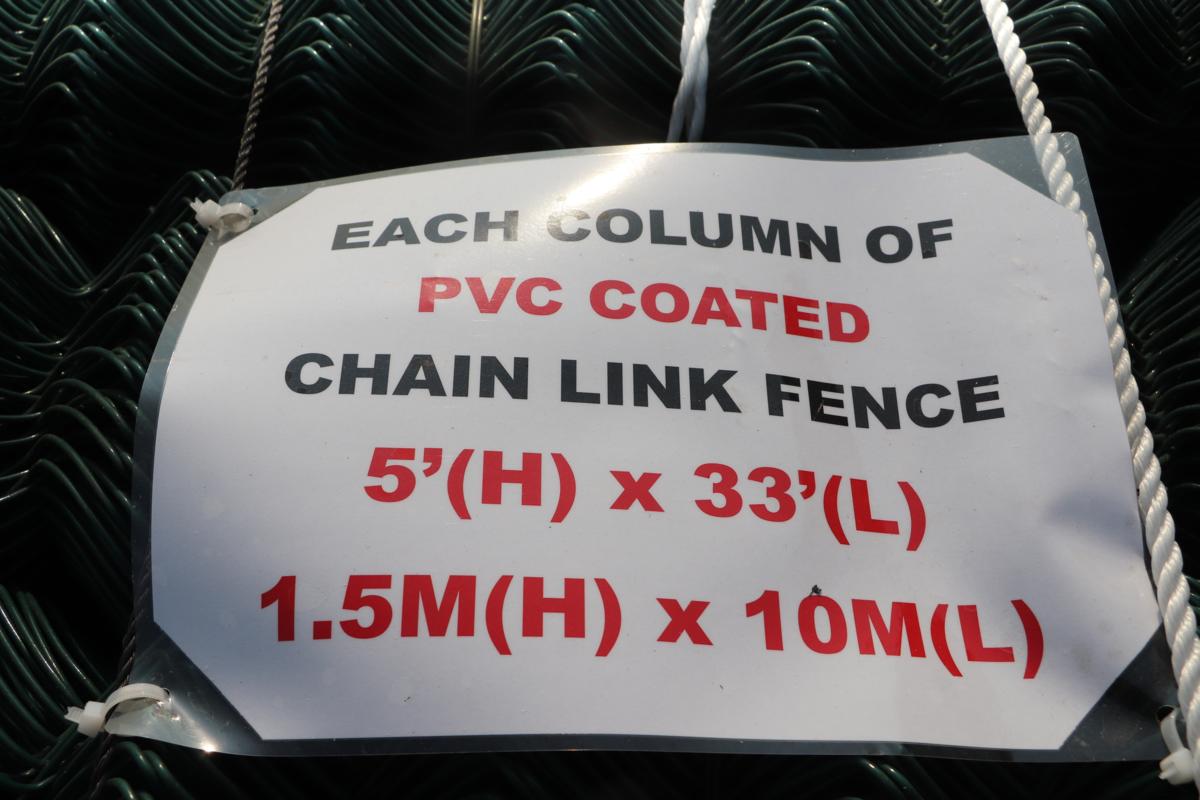 EACH COLUMN OF
PVC COATED
CHAIN LINK FENCE
5’(H) x 33’(L)
1.5M(H) x 10M(L)